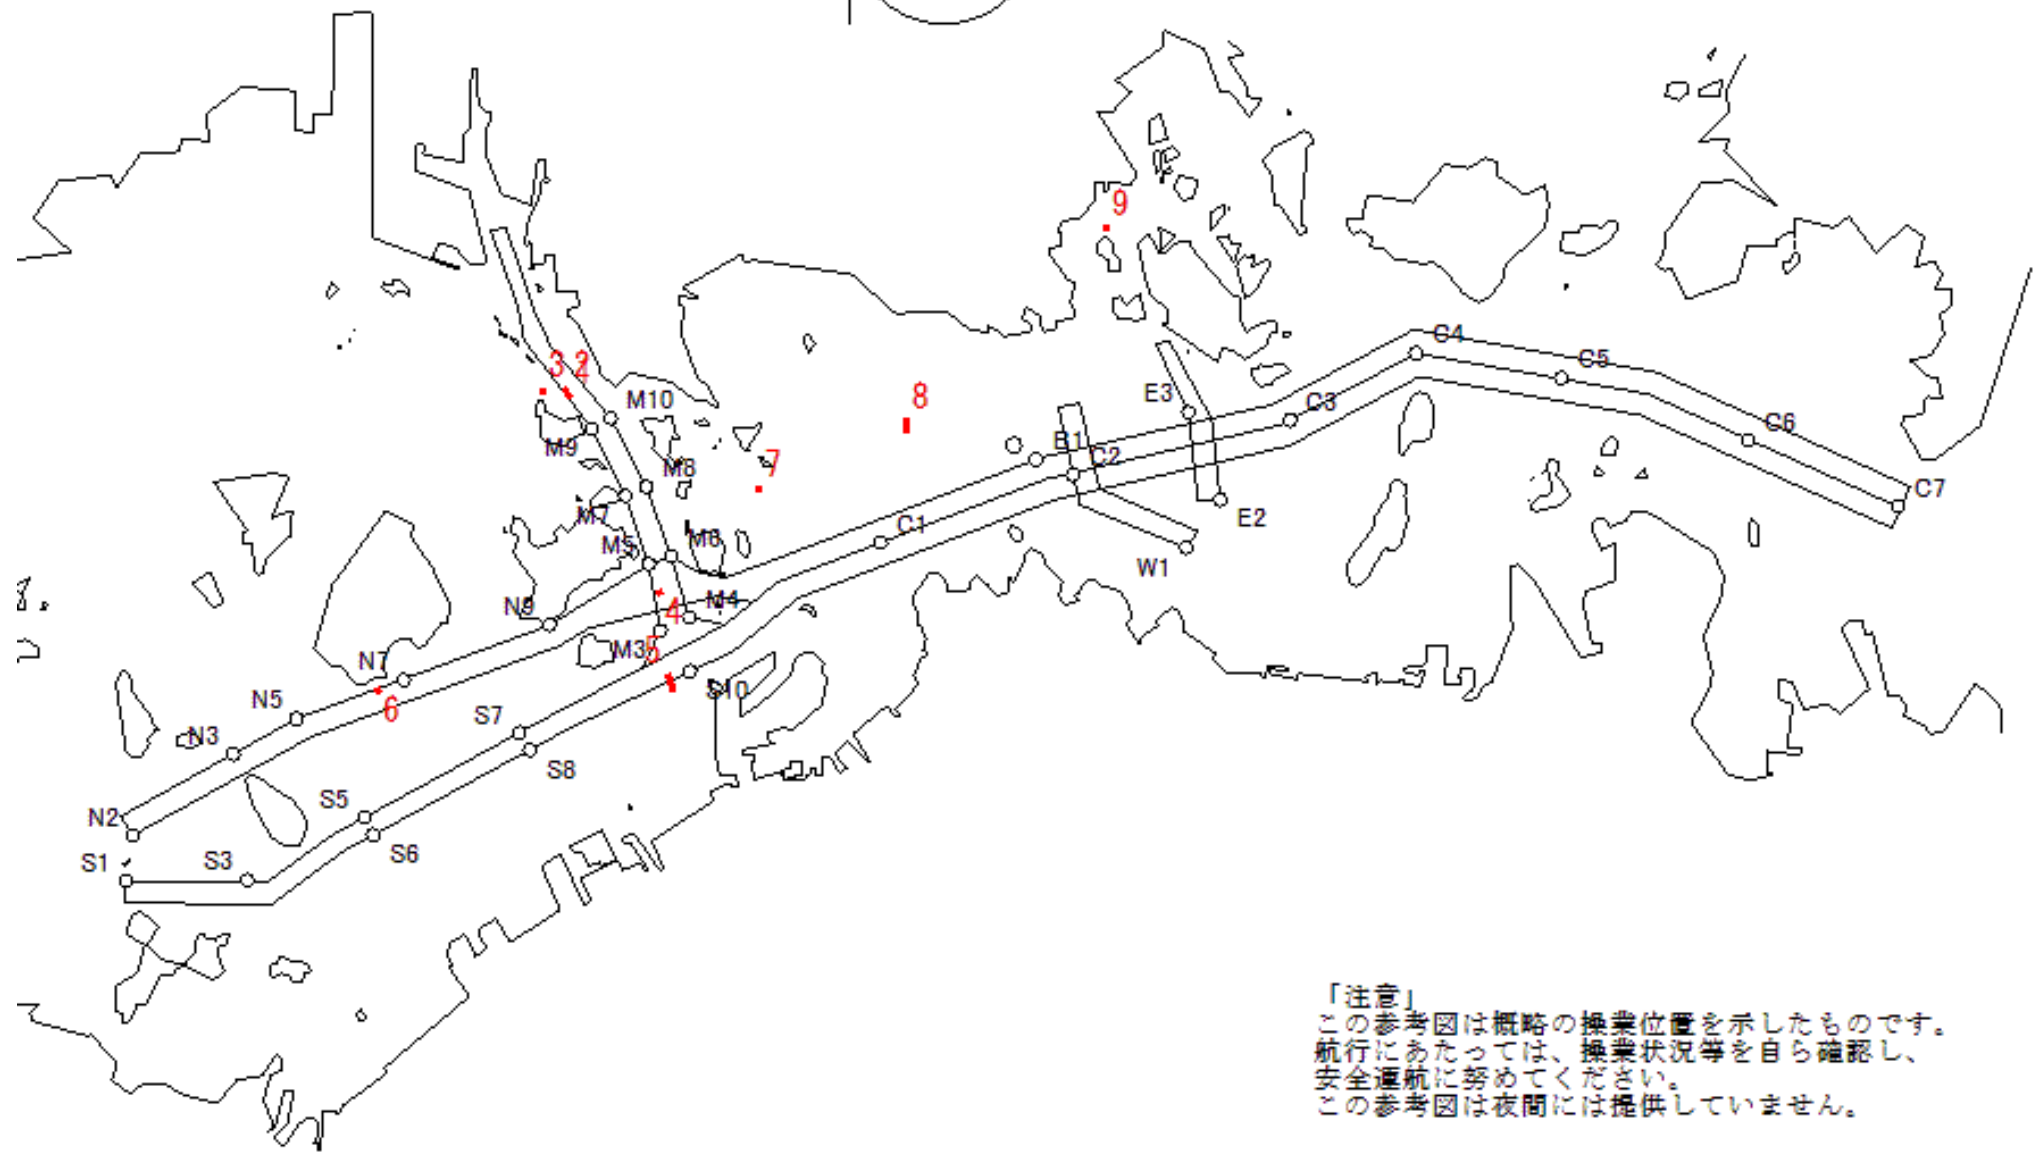 9
C4
C5
3
2
1
E3
8
M10
C3
C6
M9
B1
C2
7
M8
C7
M7
E2
C1
M5
M6
W1
N9
4
M4
M3
5
N7
S10
N5
6
S7
N3
S8
S5
N2
S6
S1
S3
「注意」
この参考図は概略の操業位置を示したものです。
航行にあたっては、操業状況等を自ら確認し、
安全運航に努めてください。
この参考図は夜間には提供していません。